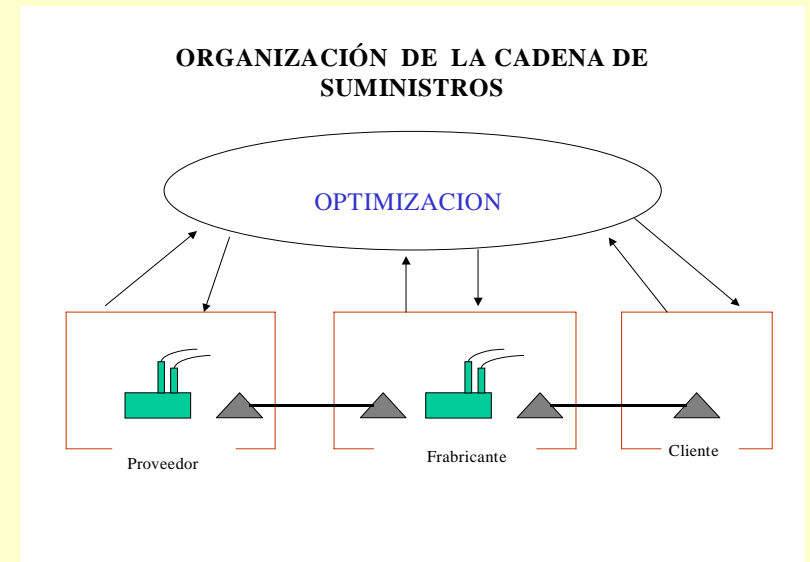 ORGANIZACIÓN DE LA CADENA DE
SUMINISTROS
OPTIMIZACION
Proveedor
Frabricante
Cliente